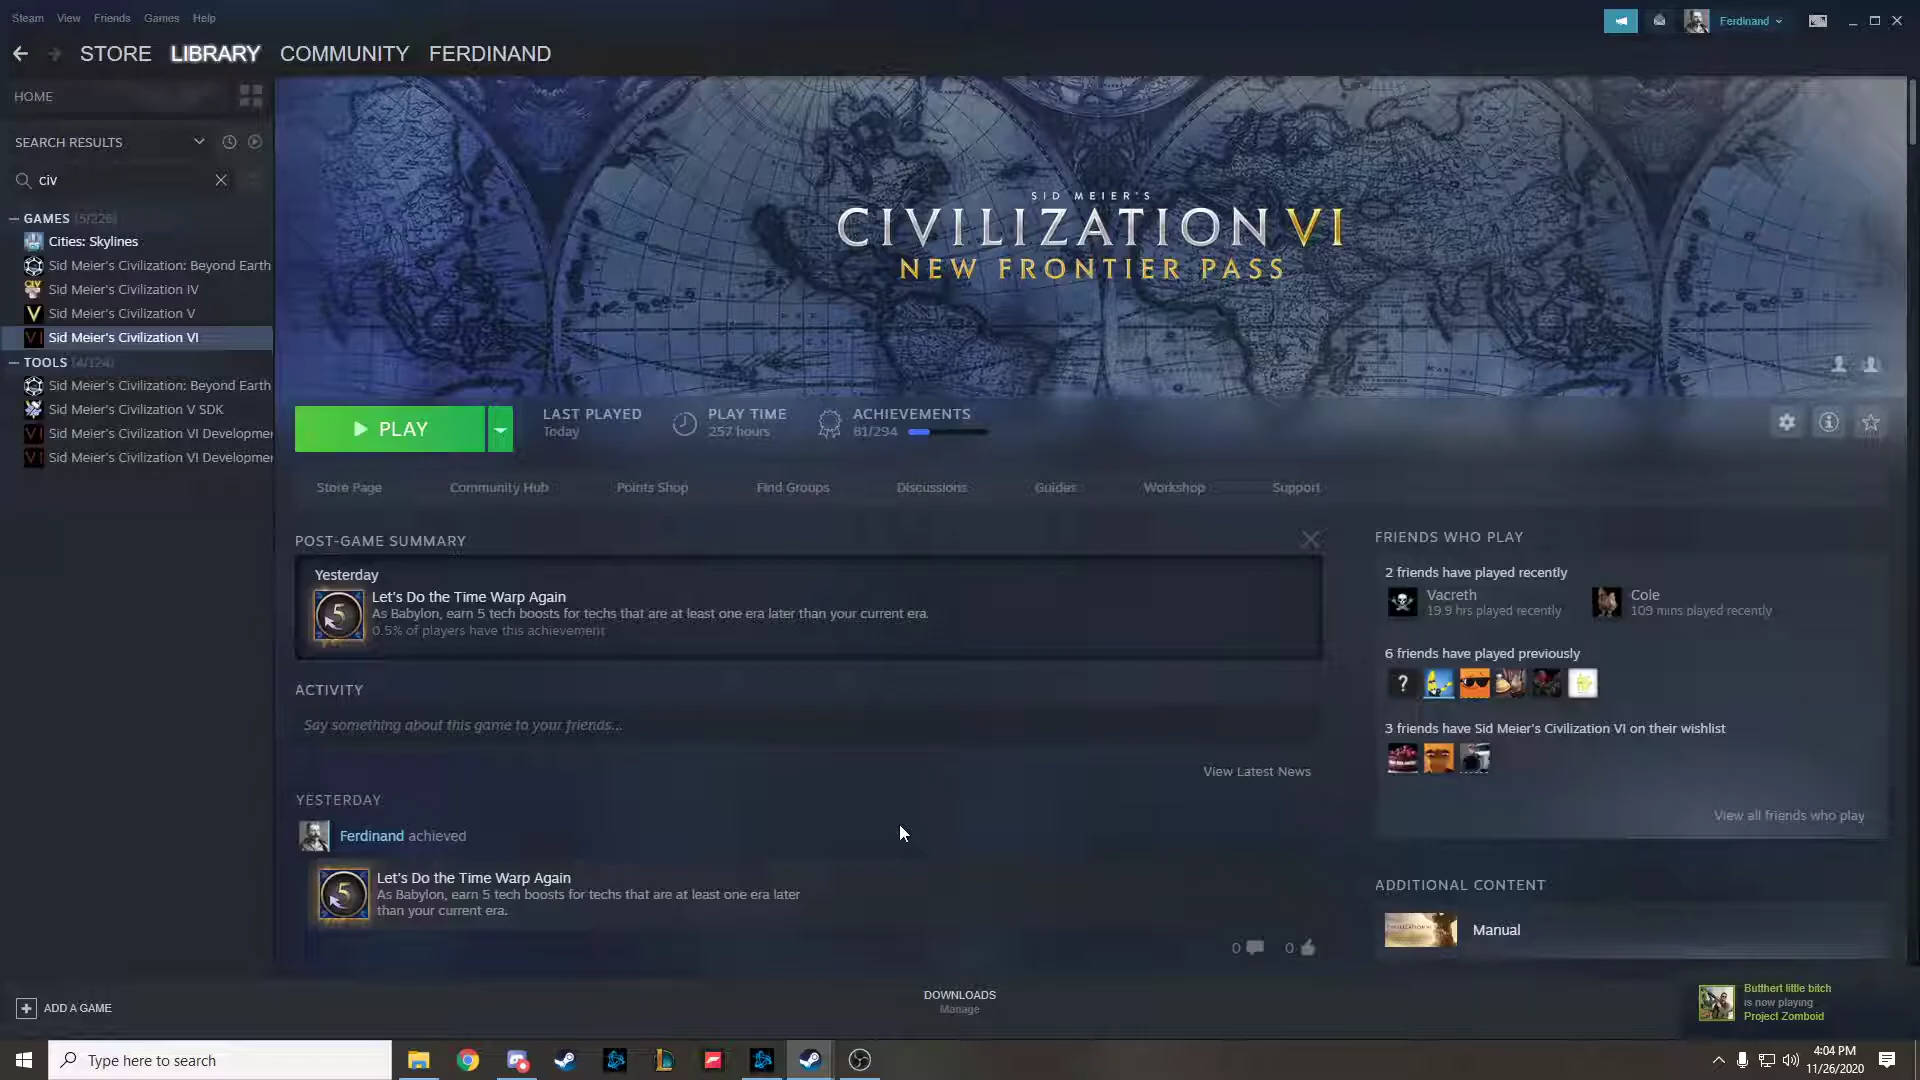 Steam View Friends Games Help
Ferdinand
STORE LIBRARY COMMUNITY FERDINAND
HOME
SEARCH RESULTS
civ
GAMES (5/226)
Cities: Skylines
Sid Meier's Civilization: Beyond Earth
Sid Meier's Civilization IV
Sid Meier's Civilization V
Sid Meier's Civilization VI
TOOLS (4/124)
Sid Meier's Civilization: Beyond Earth
Sid Meier's Civilization V SDK
Sid Meier's Civilization VI Developmen
Sid Meier's Civilization VI Developmen
SID MEIER'S
CIVILIZATION VI
NEW FRONTIER PASS
PLAY
LAST PLAYED
Today
PLAY TIME
257 hours
ACHIEVEMENTS
81/294
Store Page Community Hub Points Shop Find Groups Discussions Guides Workshop Support
POST-GAME SUMMARY
Yesterday
5
Let's Do the Time Warp Again
As Babylon, earn 5 tech boosts for techs that are at least one era later than your current era.
0.5% of players have this achievement
ACTIVITY
Say something about this game to your friends...
View Latest News
YESTERDAY
Ferdinand achieved
5
Let's Do the Time Warp Again
As Babylon, earn 5 tech boosts for techs that are at least one era later
than your current era.
0 0
FRIENDS WHO PLAY
2 friends have played recently
Vacreth
19.9 hrs played recently
Cole
109 mins played recently
6 friends have played previously
?
3 friends have Sid Meier's Civilization VI on their wishlist
View all friends who play
ADDITIONAL CONTENT
Manual
ADD A GAME
DOWNLOADS
Manage
Butthert little bitch
is now playing
Project Zomboid
Type here to search
4:04 PM
11/26/2020